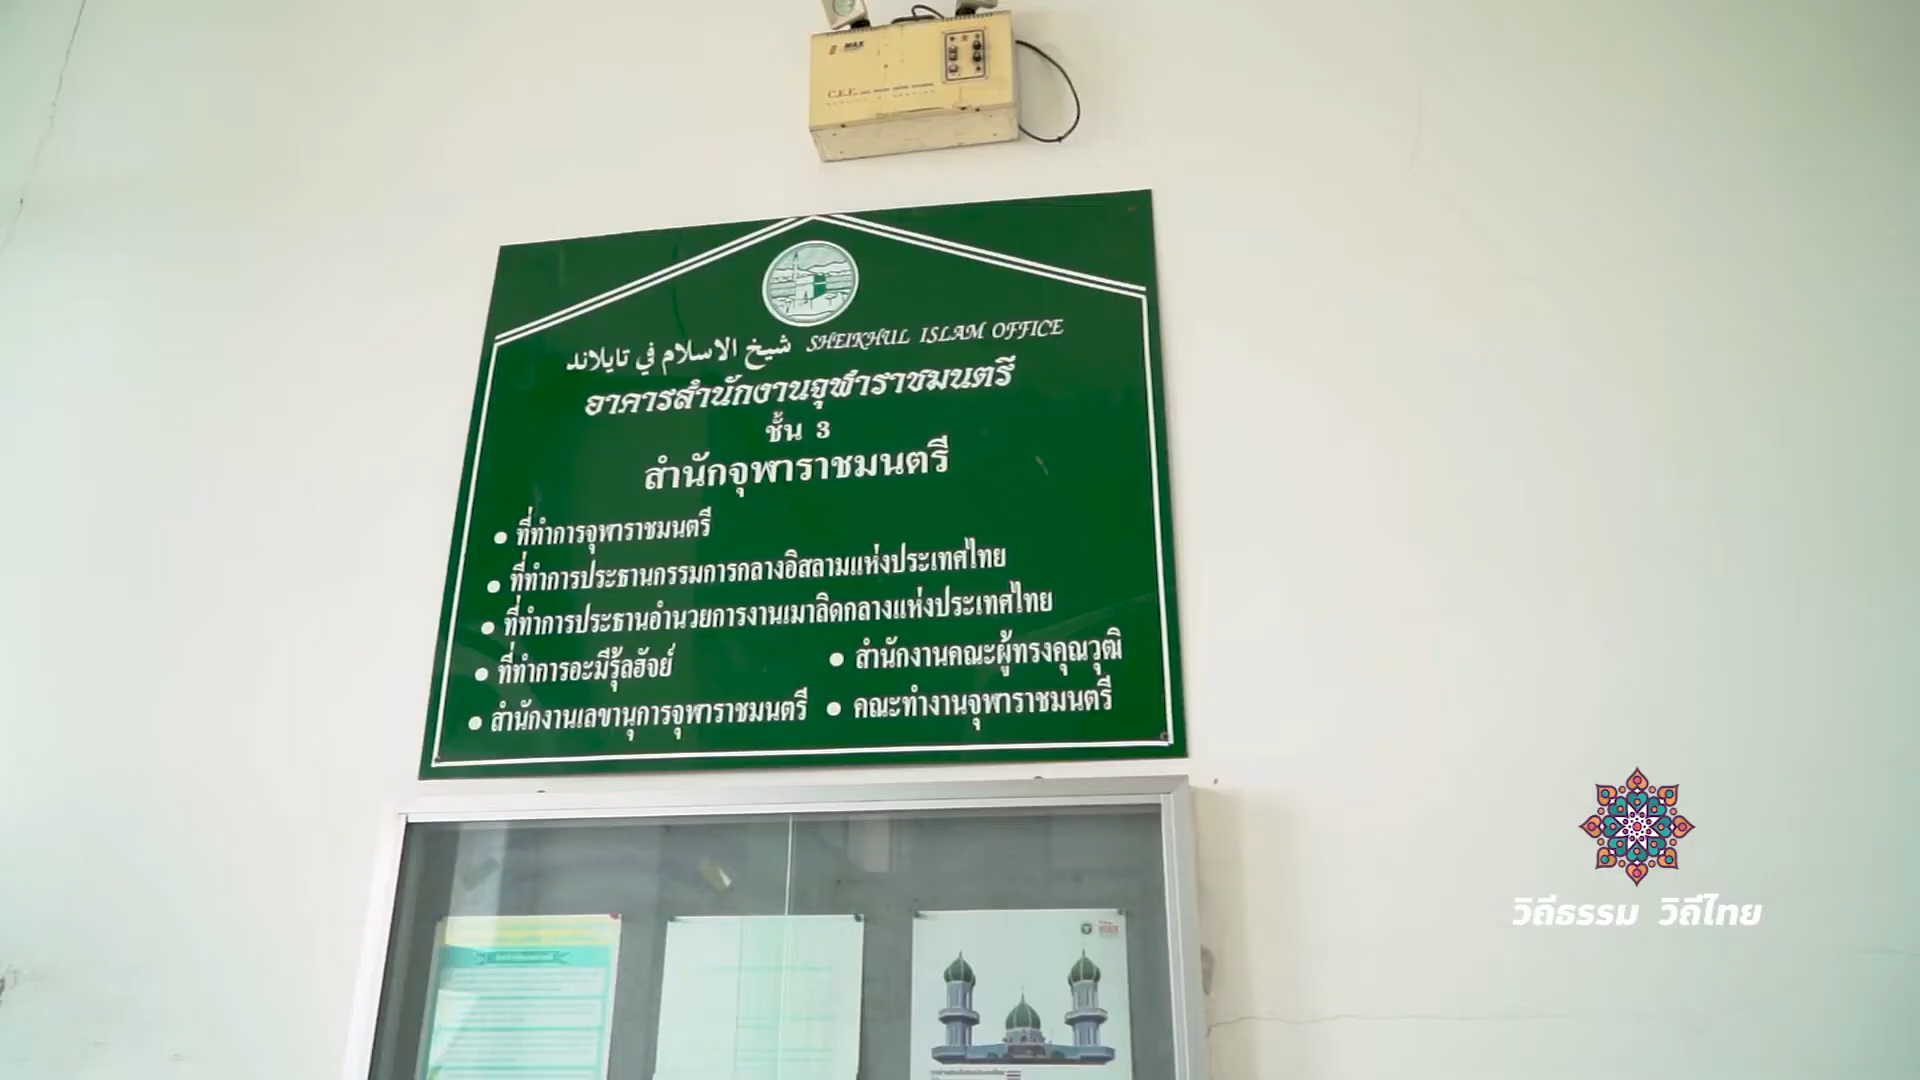 MAX
C.E.E.
شيخ الاسلام في تايلاند SHEIKHUL ISLAM OFFICE
อาคารสำนักงานจุฬาราชมนตรี
ชั้น 3
สำนักจุฬาราชมนตรี
• ที่ทำการจุฬาราชมนตรี
• ที่ทำการประธานกรรมการกลางอิสลามแห่งประเทศไทย
• ที่ทำการประธานอำนวยการงานเมาลิดกลางแห่งประเทศไทย
• ที่ทำการอะมีรุ้ลฮัจย์ • สำนักงานคณะผู้ทรงคุณวุฒิ
• สำนักงานเลขานุการจุฬาราชมนตรี • คณะทำงานจุฬาราชมนตรี
วิถีธรรม วิถีไทย